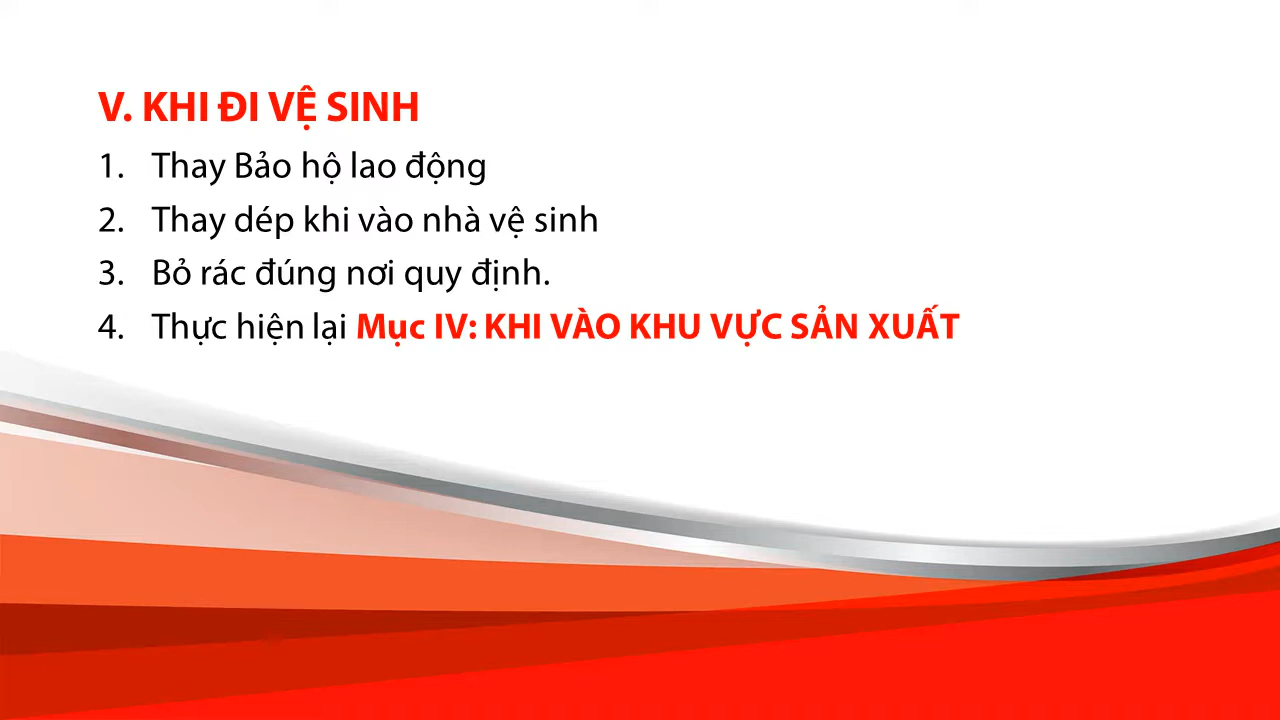 V. KHI ĐI VỆ SINH
1. Thay Bảo hộ lao động
2. Thay dép khi vào nhà vệ sinh
3. Bỏ rác đúng nơi quy định.
4. Thực hiện lại Mục IV: KHI VÀO KHU VỰC SẢN XUẤT